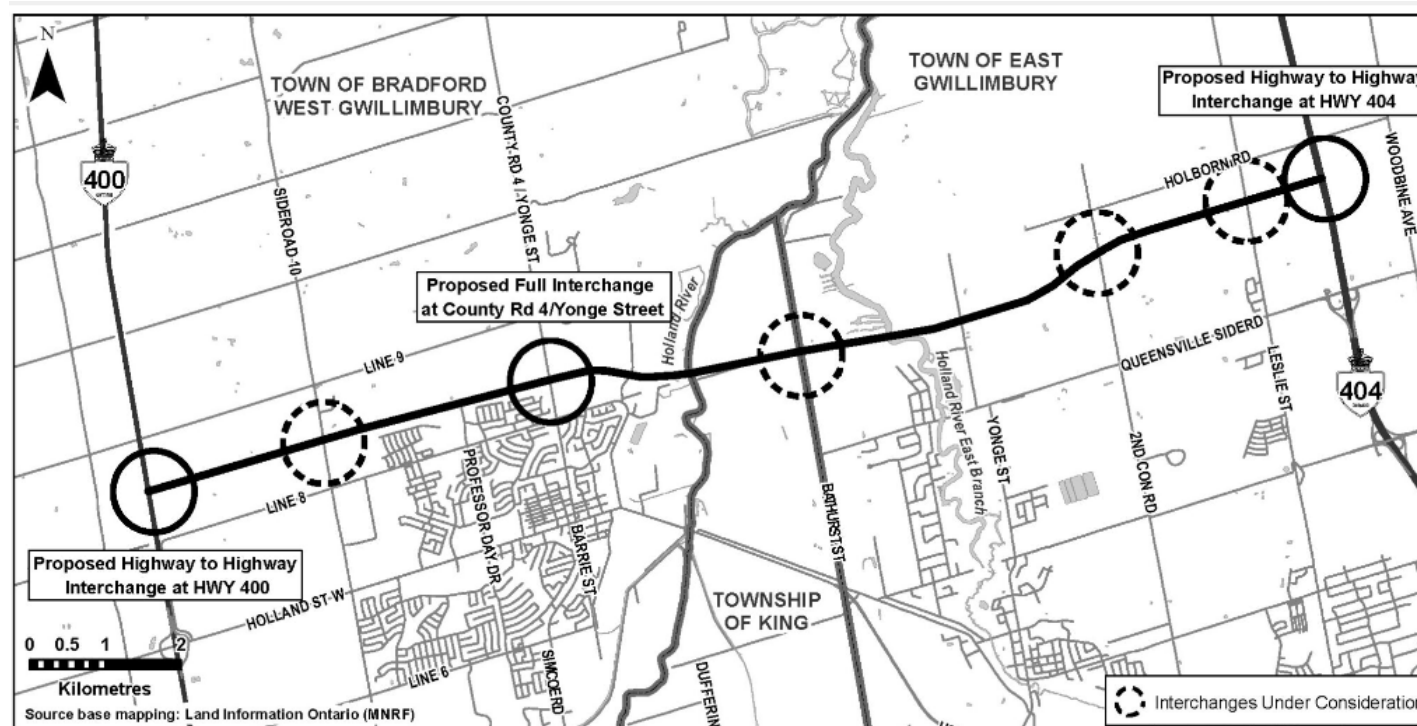 N
TOWN OF BRADFORD
WEST GWILLIMBURY
TOWN OF EAST
GWILLIMBURY
Proposed Highway to Highway
Interchange at HWY 404
400
COUNTY RD 4 / YONGE ST
SIDEROAD 10
HOLBORN RD
WOODBINE AVE
Proposed Full Interchange
at County Rd 4/Yonge Street
Holland River
LINE 9
QUEENSVILLE SIDERD
LESLIE ST
404
Holland River East Branch
YONGE ST
2ND CON RD
LINE 8
PROFESSOR DAY DR
BARRIE ST
BATHURST ST
Proposed Highway to Highway
Interchange at HWY 400
HOLLAND ST W
TOWNSHIP
OF KING
0 0.5 1 2
Kilometres
LINE 6
SIMCOE RD
DUFFERIN
Interchanges Under Consideration
Source base mapping: Land Information Ontario (MNRF)